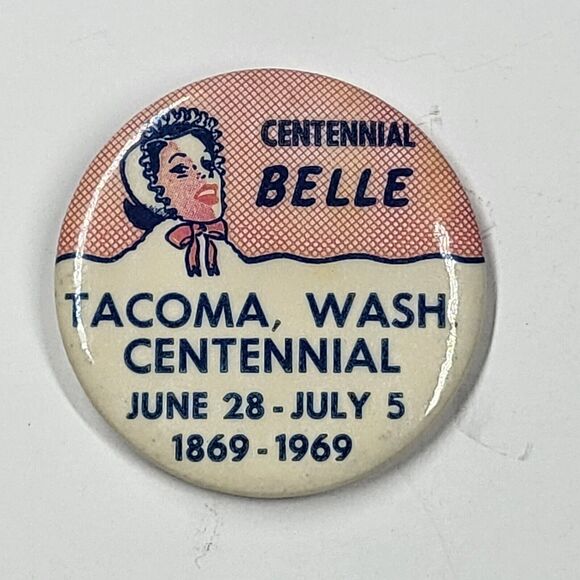 CENTENNIAL
BELLE
TACOMA, WASH
CENTENNIAL
JUNE 28 - JULY 5
1869 - 1969